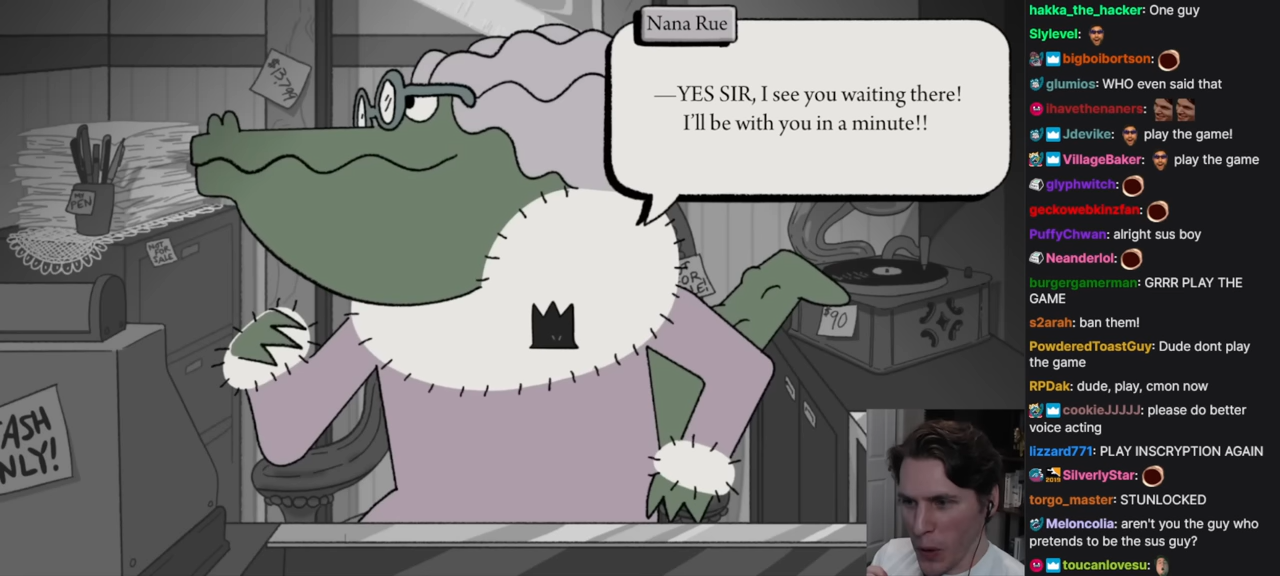 Nana Rue
—YES SIR, I see you waiting there!
I'll be with you in a minute!!
$13.799
MY
PEN
NOT FOR
SALE
$90
CASH
ONLY!
hakka_the_hacker: One guy
Slylevel:
bigboibortson:
glumios: WHO even said that
ihavethenaners:
Jdevike: play the game!
VillageBaker: play the game
glyphwitch:
geckowebkinzfan:
PuffyChwan: alright sus boy
Neanderlol:
burgergamerman: GRRR PLAY THE
GAME
s2arah: ban them!
PowderedToastGuy: Dude dont play
the game
RPDak: dude, play, cmon now
cookieJJJJJ: please do better
voice acting
lizzard771: PLAY INSCRYPTION AGAIN
SilverlyStar:
torgo_master: STUNLOCKED
Meloncolia: aren't you the guy who
pretends to be the sus guy?
toucanlovesu: